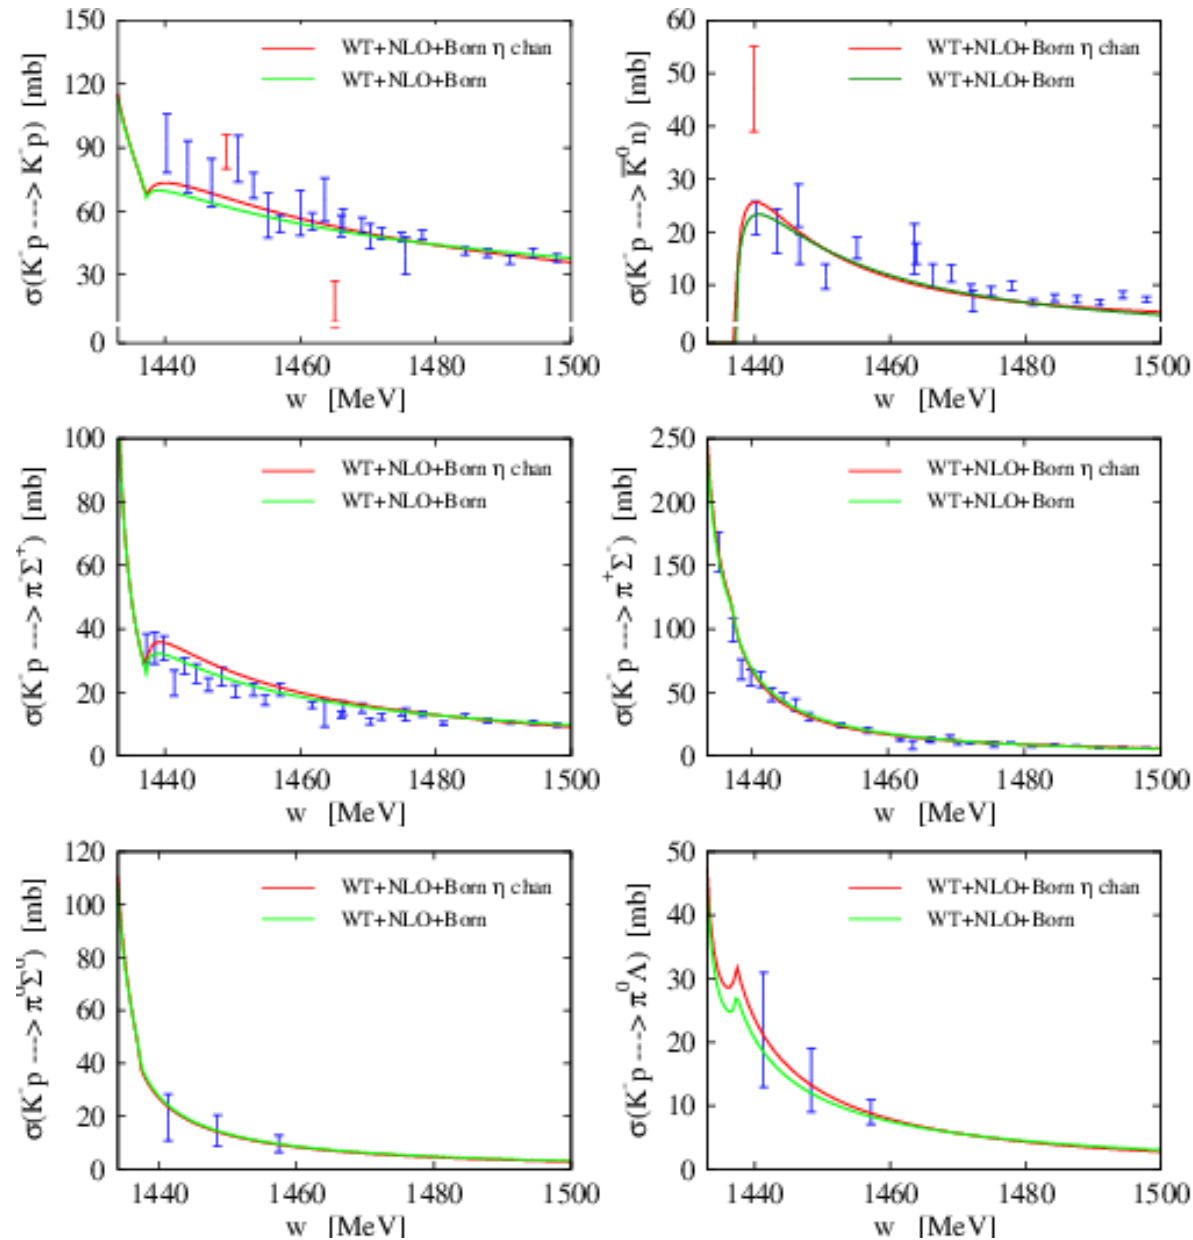 σ(K⁻p ---> K⁻p) [mb]
150
120
90
60
30
0
WT+NLO+Born η chan
WT+NLO+Born
1440 1460 1480 1500
w [MeV]
σ(K⁻p ---> K̅⁰n) [mb]
60
50
40
30
20
10
0
WT+NLO+Born η chan
WT+NLO+Born
1440 1460 1480 1500
w [MeV]
σ(K⁻p ---> π⁻Σ⁺) [mb]
100
80
60
40
20
0
WT+NLO+Born η chan
WT+NLO+Born
1440 1460 1480 1500
w [MeV]
σ(K⁻p ---> π⁺Σ⁻) [mb]
250
200
150
100
50
0
WT+NLO+Born η chan
WT+NLO+Born
1440 1460 1480 1500
w [MeV]
σ(K⁻p ---> π⁰Σ⁰) [mb]
120
100
80
60
40
20
0
WT+NLO+Born η chan
WT+NLO+Born
1440 1460 1480 1500
w [MeV]
σ(K⁻p ---> π⁰Λ) [mb]
50
40
30
20
10
0
WT+NLO+Born η chan
WT+NLO+Born
1440 1460 1480 1500
w [MeV]